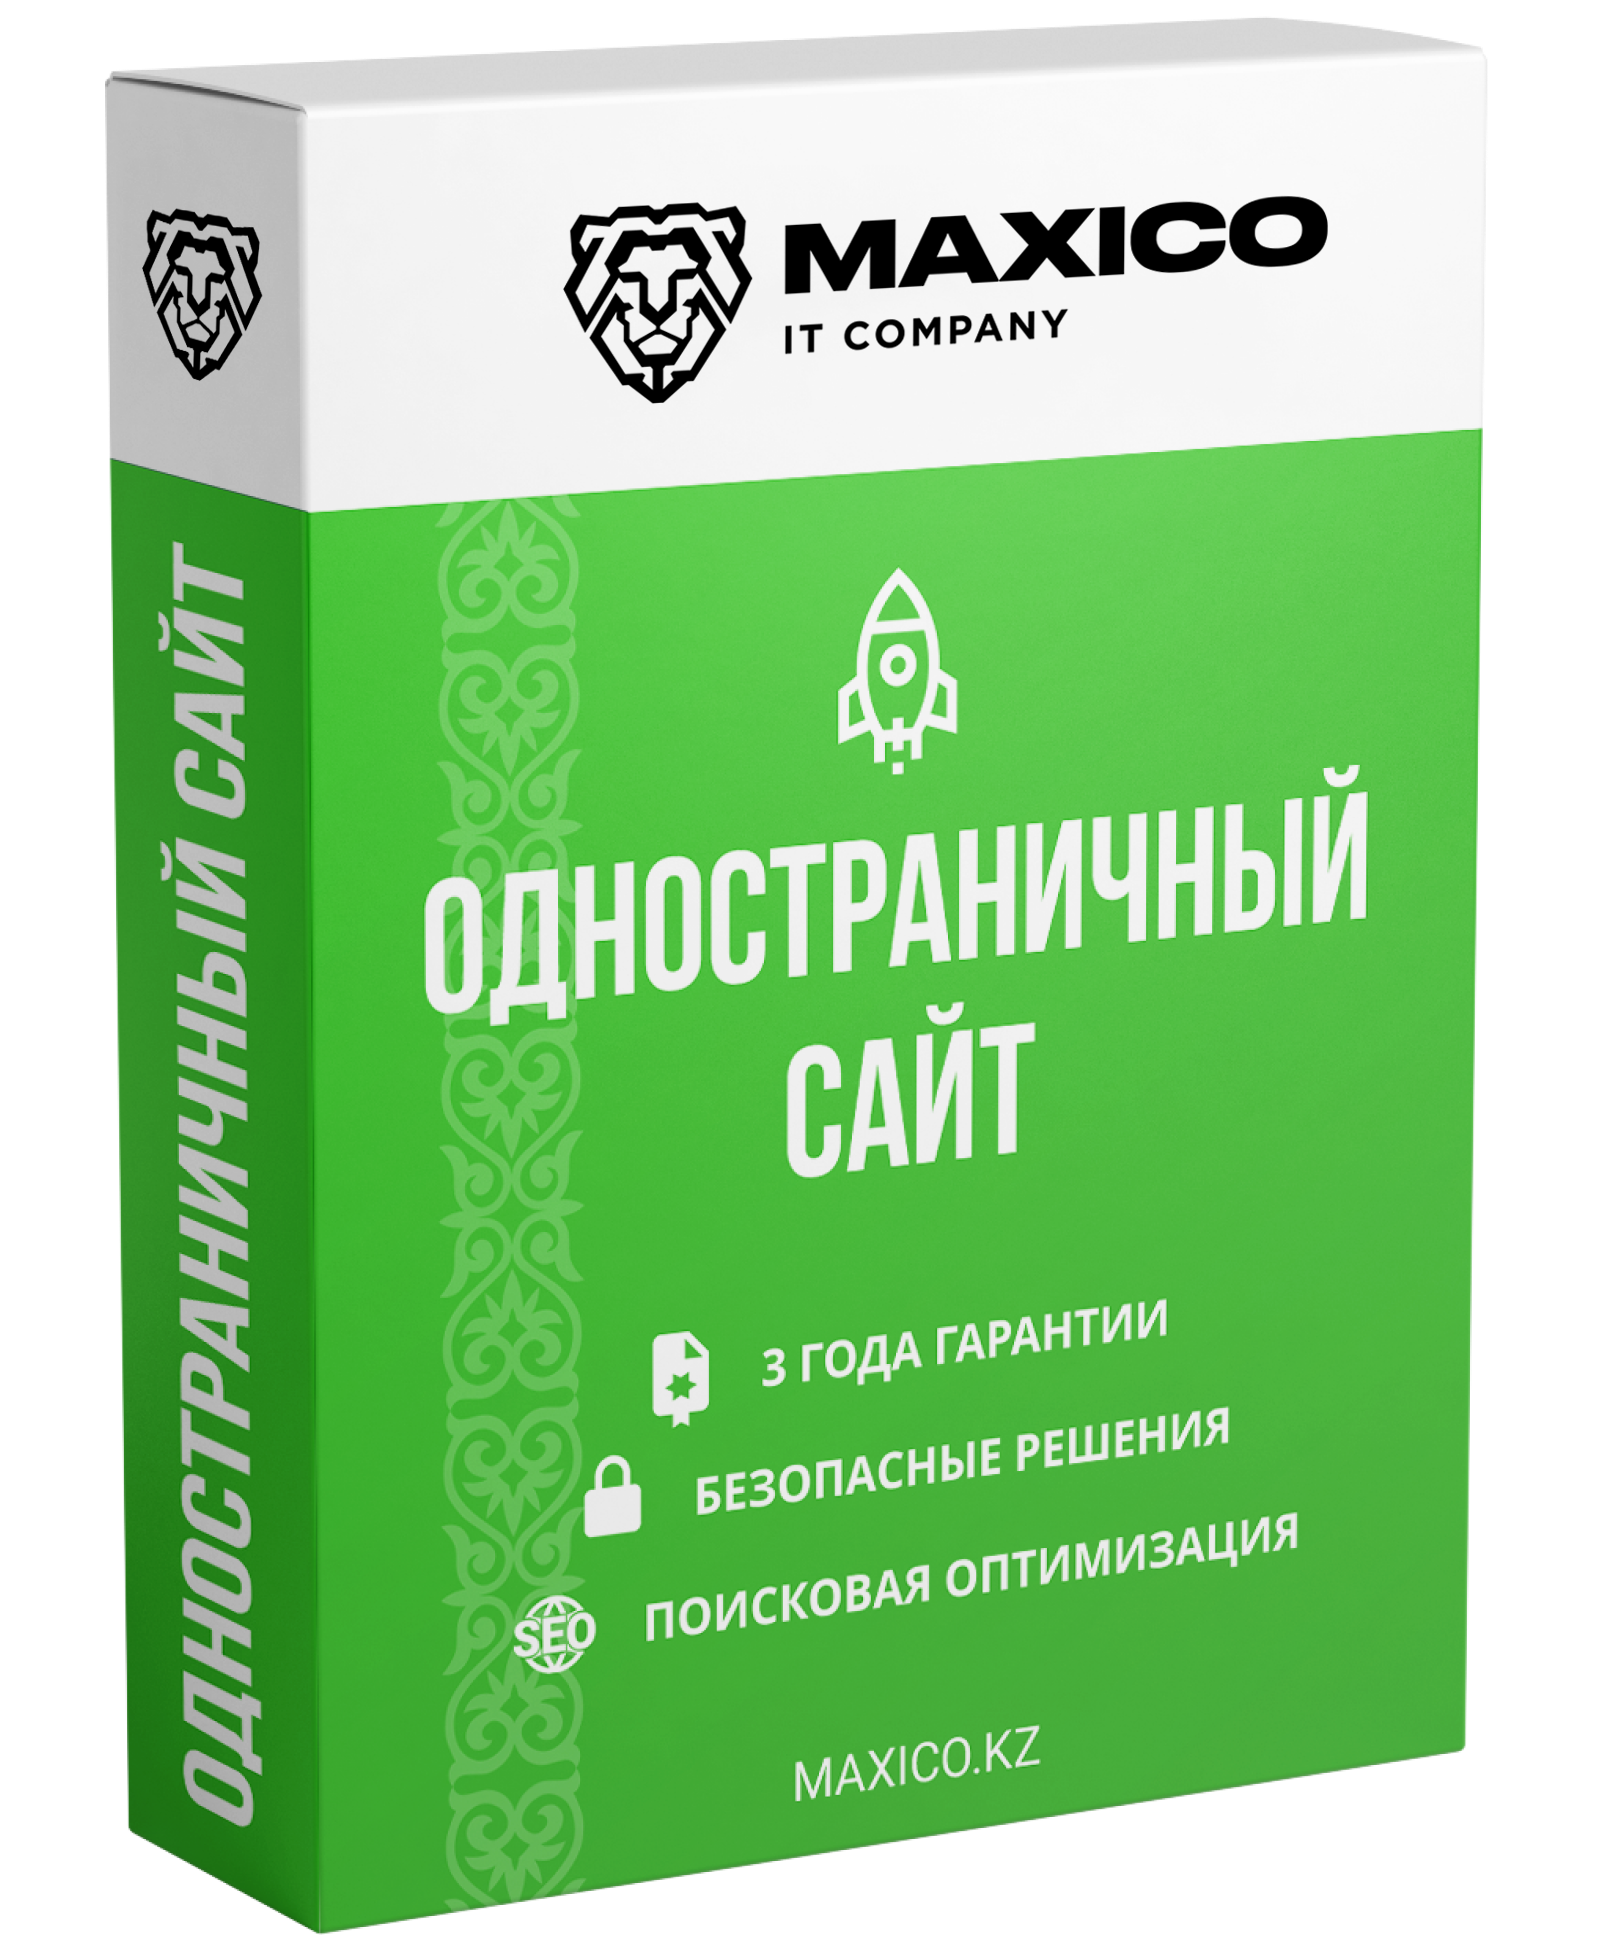 MAXICO
IT COMPANY
ОДНОСТРАНИЧНЫЙ
САЙТ
3 ГОДА ГАРАНТИИ
БЕЗОПАСНЫЕ РЕШЕНИЯ
SEO ПОИСКОВАЯ ОПТИМИЗАЦИЯ
MAXICO.KZ
ОДНОСТРАНИЧНЫЙ САЙТ